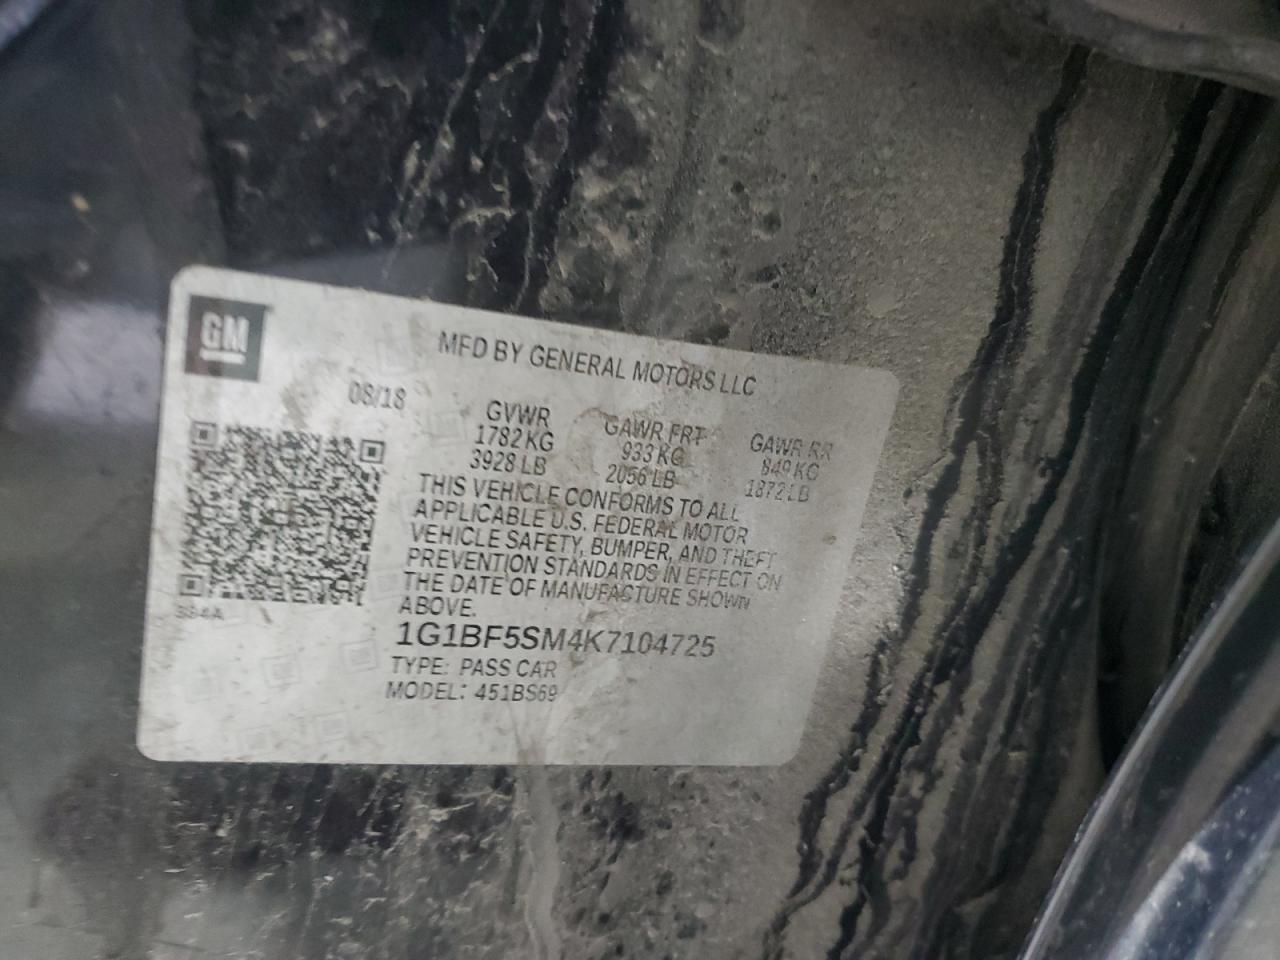 GM
MFD BY GENERAL MOTORS LLC
08/18
GVWR GAWR FRT GAWR RR
1782 KG 933 KG 849 KG
3928 LB 2056 LB 1872 LB
THIS VEHICLE CONFORMS TO ALL
APPLICABLE U.S. FEDERAL MOTOR
VEHICLE SAFETY, BUMPER, AND THEFT
PREVENTION STANDARDS IN EFFECT ON
THE DATE OF MANUFACTURE SHOWN
ABOVE.
1G1BF5SM4K7104725
TYPE: PASS CAR
MODEL: 451BS69